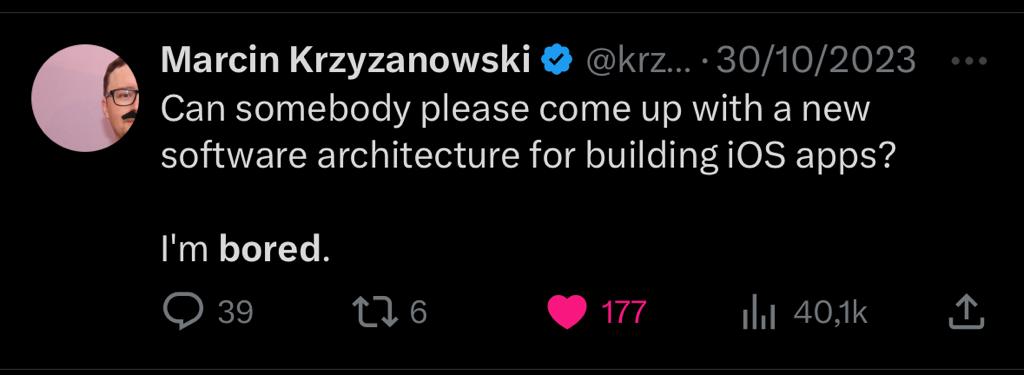 Marcin Krzyzanowski @krz... · 30/10/2023
Can somebody please come up with a new
software architecture for building iOS apps?
I'm bored.
39 6 177 40,1k